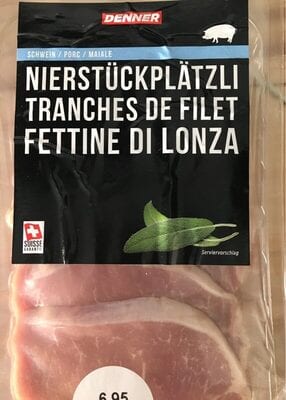 DENNER
SCHWEIN / PORC / MAIALE
NIERSTÜCKPLÄTZLI
TRANCHES DE FILET
FETTINE DI LONZA
SUISSE
GARANTIE
Serviervorschlag
6.95